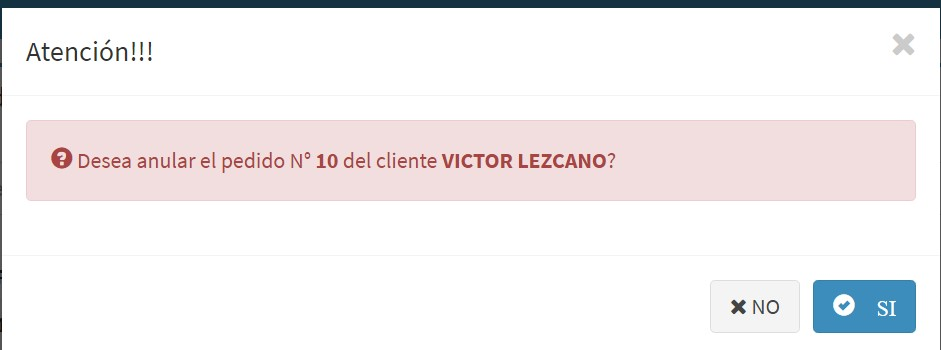 Atención!!!
Desea anular el pedido N° 10 del cliente VICTOR LEZCANO?
NO
SI